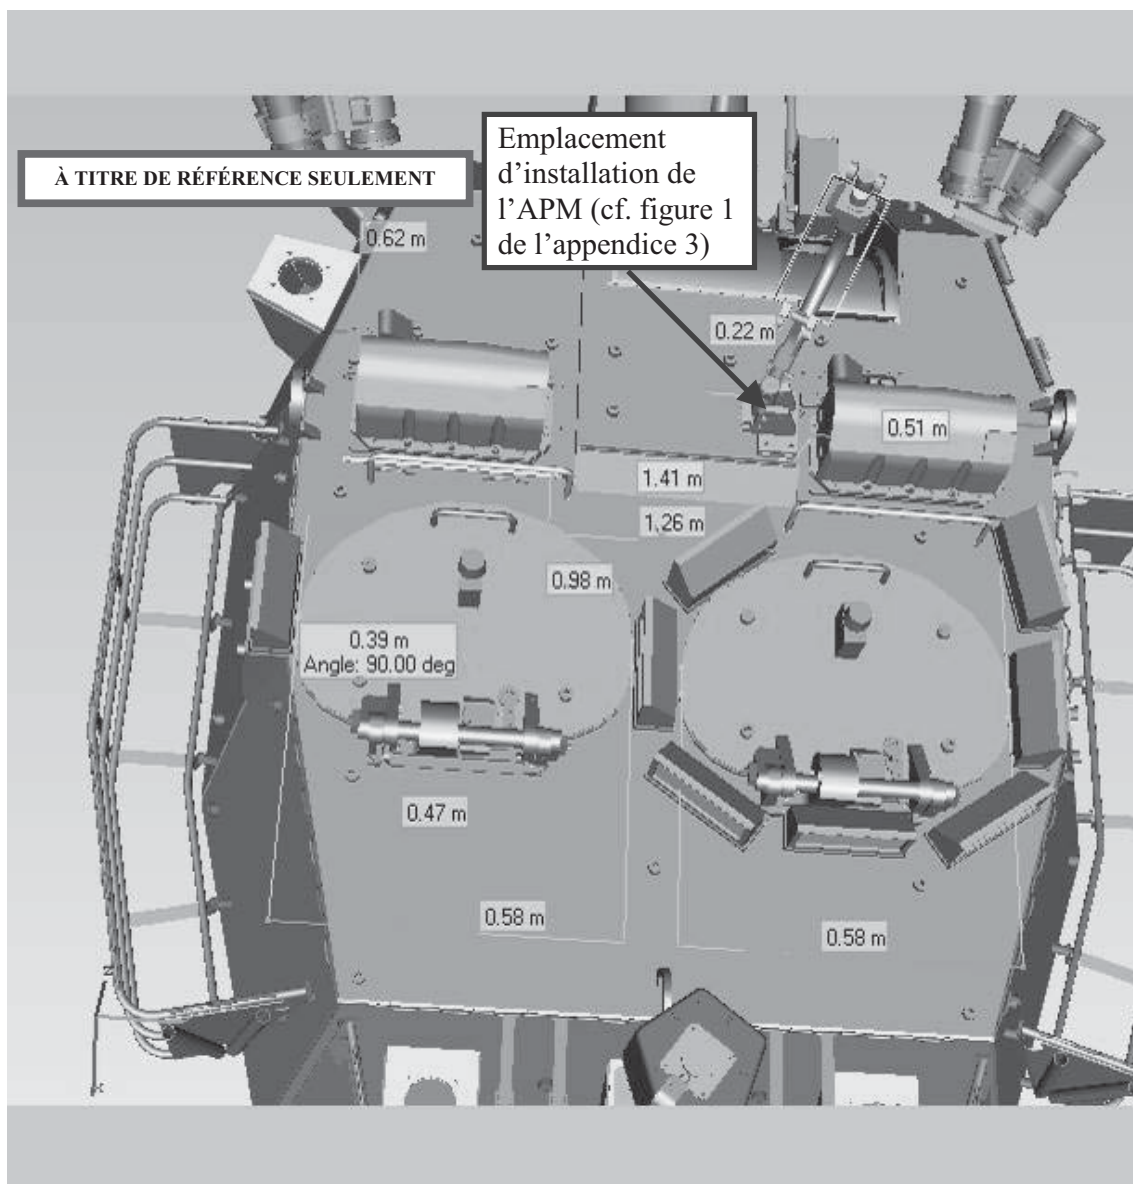 Emplacement
d’installation de
l’APM (cf. figure 1
de l’appendice 3)
À TITRE DE RÉFÉRENCE SEULEMENT
0.62 m
0.22 m
0.51 m
1.41 m
1.26 m
0.98 m
0.39 m
Angle: 90.00 deg
0.47 m
0.58 m
0.58 m
z
x